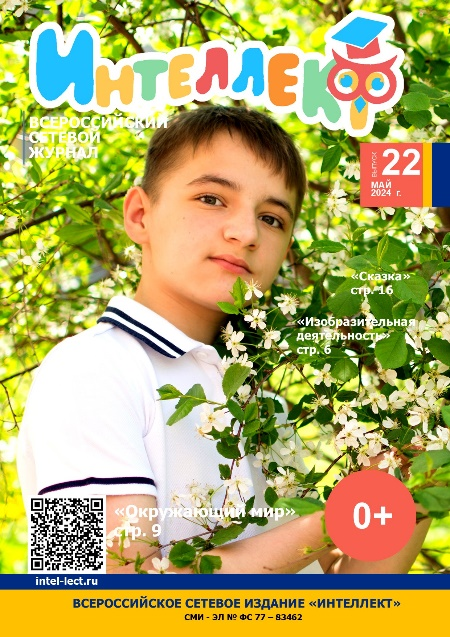 ИНТЕЛЛЕКТ
ВСЕРОССИЙСКИЙ
СЕТЕВОЙ
ЖУРНАЛ
ВЫПУСК 22
МАЙ
2024 г.
«Сказка»
стр. 16
«Изобразительная
деятельность»
стр. 6
«Окружающий мир»
стр. 9
0+
intel-lect.ru
ВСЕРОССИЙСКОЕ СЕТЕВОЕ ИЗДАНИЕ «ИНТЕЛЛЕКТ»
СМИ - ЭЛ № ФС 77 – 83462